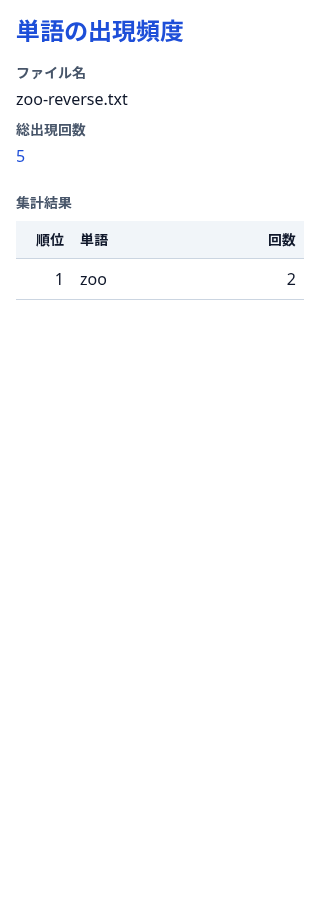 単語の出現頻度
ファイル名
zoo-reverse.txt
総出現回数
5
集計結果
順位 単語 回数
1 zoo 2